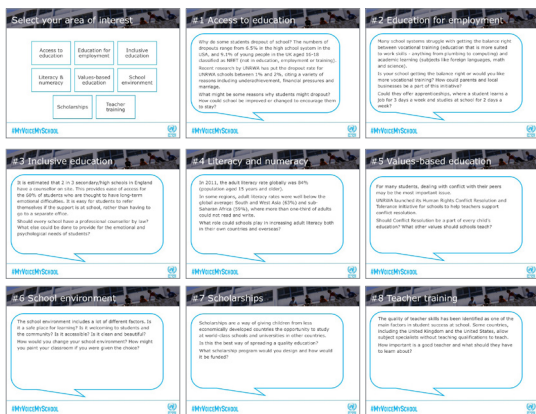 Select your area of interest
Access to
education
Education for
employment
Inclusive
education
Literacy &
numeracy
Values-based
education
School
environment
Scholarships
Teacher
training
#MYVOICEMYSCHOOL
#1 Access to education
Why do some students dropout of school? The numbers of
dropouts range from 6.5% in the high school system in the
USA, and 9.1% of young people in the UK aged 16-18
classified as NEET (not in education, employment or training).
Recent research by UNRWA has put the dropout rate for
UNRWA schools between 1% and 2%, citing a variety of
reasons including underachievement, financial pressures and
marriage.
What might be some reasons why students might dropout?
How could school be improved or changed to encourage them
to stay?
#MYVOICEMYSCHOOL
#2 Education for employment
Many school systems struggle with getting the balance right
between vocational training (education that is more suited
to work skills - anything from plumbing to computing) and
academic learning (subjects like foreign languages, math
and science).
Is your school getting the balance right or would you like
more vocational training? How could parents and local
businesses be a part of this initiative?
Could they offer apprenticeships, where a student learns a
job for 3 days a week and studies at school for 2 days a
week?
#MYVOICEMYSCHOOL
#3 Inclusive education
It is estimated that 2 in 3 secondary/high schools in England
have a counsellor on site. This provides ease of access for
the students who are thought to have long-term
emotional difficulties. It is easy for students to refer
themselves if the support is at school, rather than having to
go to a separate office.
Should every school have a professional counsellor by law?
What else could be done to provide for the emotional and
psychological needs of students?
#MYVOICEMYSCHOOL
#4 Literacy and numeracy
In 2011, the adult literacy rate globally was 84%
(population aged 15 years and older).
In some regions, adult literacy rates were well below the
global average: South and West Asia (63%) and sub-
Saharan Africa (59%), where more than one-third of adults
could not read and write.
What role could schools play in increasing adult literacy both
in their own countries and overseas?
#MYVOICEMYSCHOOL
#5 Values-based education
For many students, dealing with conflict with their peers
may be the most important issue.
UNRWA launched its Human Rights Conflict Resolution and
Tolerance initiative for schools to help teachers support
conflict resolution.
Should Conflict Resolution be a part of every child's
education? What other values should schools teach?
#MYVOICEMYSCHOOL
#6 School environment
The school environment includes a lot of different factors. Is
it a safe place for learning? Is it welcoming to students and
the community? Is it accessible? Is it clean and beautiful?
How would you change your school environment? How might
you paint your classroom if you were given the choice?
#MYVOICEMYSCHOOL
#7 Scholarships
Scholarships are a way of giving children from less
economically developed countries the opportunity to study
at world-class schools and universities in other countries.
Is this the best way of spreading a quality education?
What scholarship program would you design and how would
it be funded?
#MYVOICEMYSCHOOL
#8 Teacher training
The quality of teacher skills has been identified as one of the
main factors in student success at school. Some countries,
including the United Kingdom and the United States, allow
subject specialists without teaching qualifications to teach.
How important is a good teacher and what should they have
to learn about?
#MYVOICEMYSCHOOL